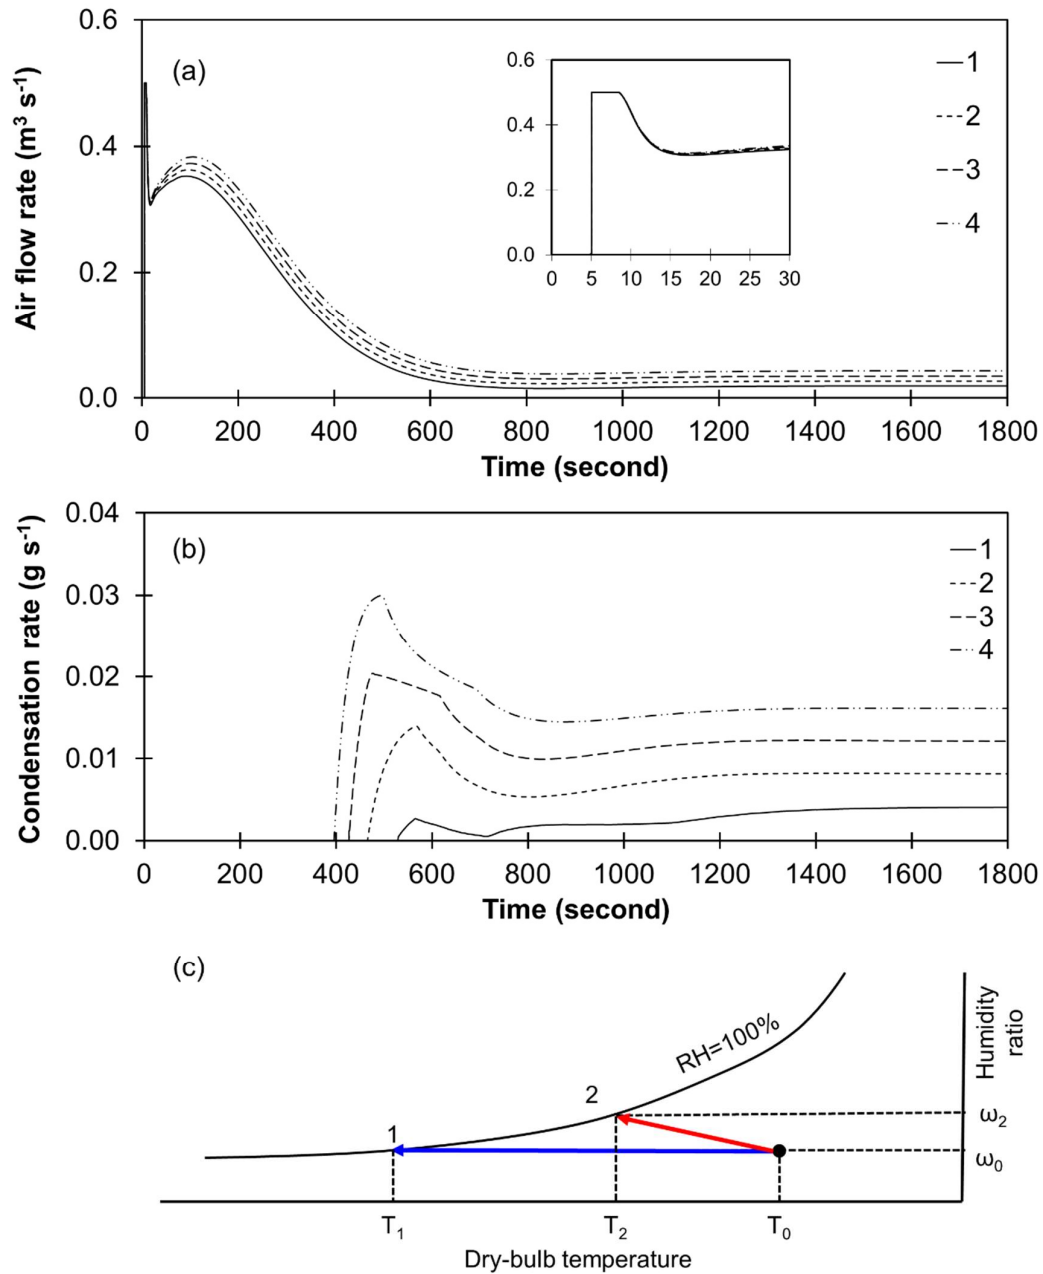 (a)
Air flow rate (m³ s⁻¹)
0.6
0.4
0.2
0.0
0 200 400 600 800 1000 1200 1400 1600 1800
Time (second)
0.6
0.4
0.2
0.0
0 5 10 15 20 25 30
1
2
3
4
(b)
Condensation rate (g s⁻¹)
0.04
0.03
0.02
0.01
0.00
0 200 400 600 800 1000 1200 1400 1600 1800
Time (second)
1
2
3
4
(c)
RH=100%
Humidity
ratio
2
1
ω₂
ω₀
T₁ T₂ T₀
Dry-bulb temperature